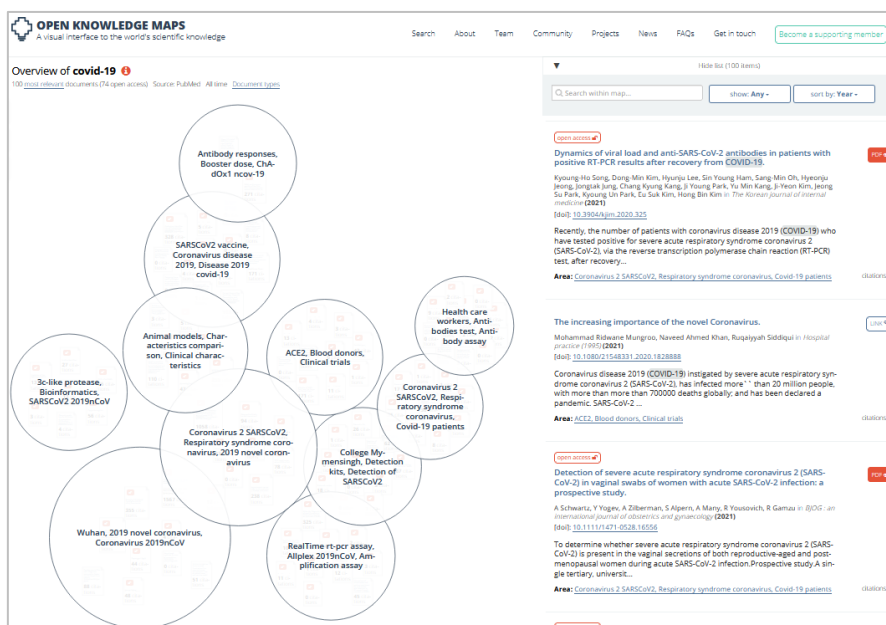 OPEN KNOWLEDGE MAPS
A visual interface to the world's scientific knowledge
Search About Team Community Projects News FAQs Get in touch Become a supporting member
Overview of covid-19
100 most relevant documents (74 open access) Source: PubMed All time Document types
Antibody responses,
Booster dose, ChA-
dOx1 ncov-19
SARSCoV2 vaccine,
Coronavirus disease
2019, Disease 2019
covid-19
Animal models, Char-
acteristics compari-
son, Clinical charac-
teristics
ACE2, Blood donors,
Clinical trials
Health care
workers, Anti-
bodies test, Anti-
body assay
3c-like protease,
Bioinformatics,
SARSCoV2 2019nCoV
Coronavirus 2
SARSCoV2, Respi-
ratory syndrome
coronavirus,
Covid-19 patients
Coronavirus 2 SARSCoV2,
Respiratory syndrome coro-
navirus, 2019 novel coron-
avirus
College My-
mensingh, Detection
kits, Detection of
SARSCoV2
Wuhan, 2019 novel coronavirus,
Coronavirus 2019nCoV
RealTime rt-pcr assay,
Allplex 2019nCoV, Am-
plification assay
Hide list (100 items)
Search within map...
show: Any
sort by: Year
open access
Dynamics of viral load and anti-SARS-CoV-2 antibodies in patients with
positive RT-PCR results after recovery from COVID-19.
PDF
Kyoung-Ho Song, Dong-Min Kim, Hyunju Lee, Sin Young Ham, Sang-Min Oh, Hyeonju
Jeong, Jongtak Jung, Chang Kyung Kang, Ji Young Park, Yu Min Kang, Ji-Yeon Kim, Jeong
Su Park, Kyoung Un Park, Eu Suk Kim, Hong Bin Kim in The Korean journal of internal
medicine (2021)
[doi]: 10.3904/kjim.2020.325
Recently, the number of patients with coronavirus disease 2019 (COVID-19) who
have tested positive for severe acute respiratory syndrome coronavirus 2
(SARS-CoV-2), via the reverse transcription polymerase chain reaction (RT-PCR)
test, after recovery...
Area: Coronavirus 2 SARSCoV2, Respiratory syndrome coronavirus, Covid-19 patients
citations
The increasing importance of the novel Coronavirus.
LINK
Mohammad Ridwane Mungroo, Naveed Ahmed Khan, Ruqaiyyah Siddiqui in Hospital
practice (1995) (2021)
[doi]: 10.1080/21548331.2020.1828888
Coronavirus disease 2019 (COVID-19) instigated by severe acute respiratory syn-
drome coronavirus 2 (SARS-CoV-2), has infected more`` than 20 million people,
with more than more than 700000 deaths globally; and has been declared a
pandemic. SARS-CoV-2 ...
Area: ACE2, Blood donors, Clinical trials
citations
open access
Detection of severe acute respiratory syndrome coronavirus 2 (SARS-
CoV-2) in vaginal swabs of women with acute SARS-CoV-2 infection: a
prospective study.
PDF
A Schwartz, Y Yogev, A Zilberman, S Alpern, A Many, R Yousovich, R Gamzu in BJOG : an
international journal of obstetrics and gynaecology (2021)
[doi]: 10.1111/1471-0528.16556
To determine whether severe acute respiratory syndrome coronavirus 2 (SARS-
CoV-2) is present in the vaginal secretions of both reproductive-aged and post-
menopausal women during acute SARS-CoV-2 infection.Prospective study.A sin-
gle tertiary, universit...
Area: Coronavirus 2 SARSCoV2, Respiratory syndrome coronavirus, Covid-19 patients
citations